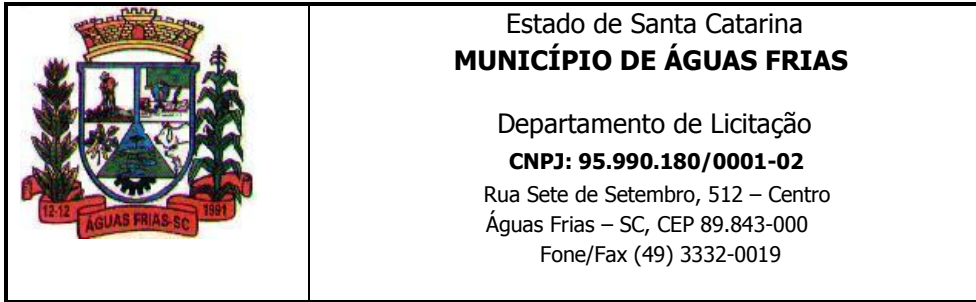 12-12
ÁGUAS FRIAS-SC
1991
Estado de Santa Catarina
MUNICÍPIO DE ÁGUAS FRIAS
Departamento de Licitação
CNPJ: 95.990.180/0001-02
Rua Sete de Setembro, 512 – Centro
Águas Frias – SC, CEP 89.843-000
Fone/Fax (49) 3332-0019